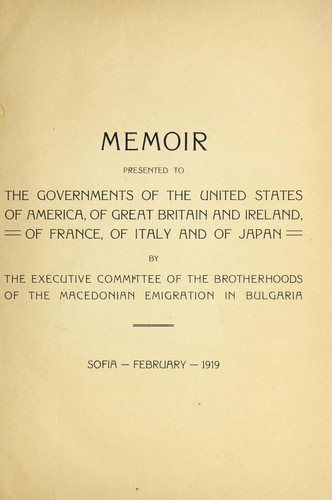 MEMOIR
PRESENTED TO
THE GOVERNMENTS OF THE UNITED STATES
OF AMERICA, OF GREAT BRITAIN AND IRELAND,
OF FRANCE, OF ITALY AND OF JAPAN
BY
THE EXECUTIVE COMMITTEE OF THE BROTHERHOODS
OF THE MACEDONIAN EMIGRATION IN BULGARIA
SOFIA — FEBRUARY — 1919